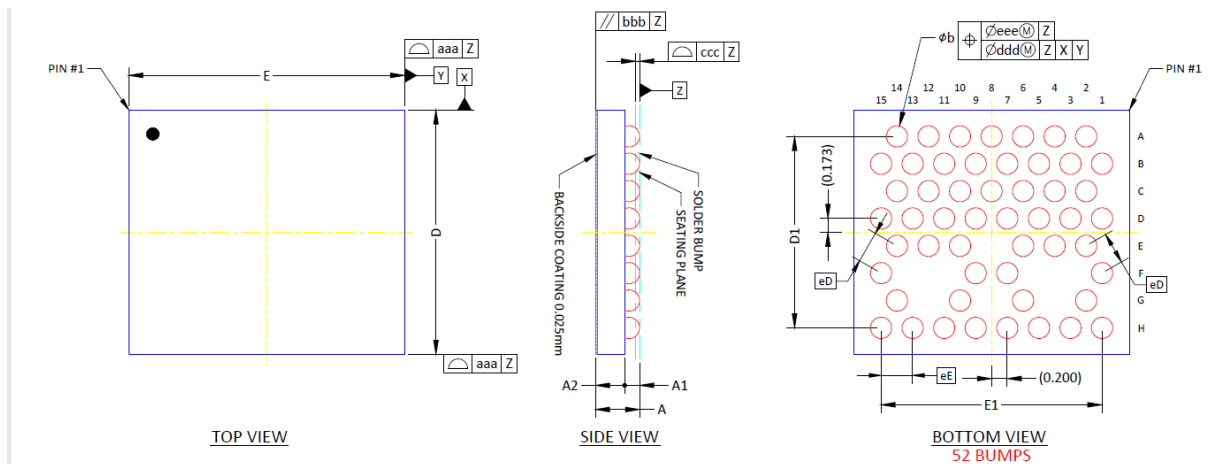 PIN #1
E
aaa Z
Y
X
D
aaa Z
TOP VIEW
// bbb Z
ccc Z
Z
BACKSIDE COATING 0.025mm
SOLDER BUMP
SEATING PLANE
A2
A1
A
SIDE VIEW
øb
Øeee Ⓜ Z
Øddd Ⓜ Z X Y
PIN #1
14 12 10 8 6 4 2
15 13 11 9 7 5 3 1
A
B
C
D
E
F
G
H
(0.173)
D1
eD
eD
eE
(0.200)
E1
BOTTOM VIEW
52 BUMPS